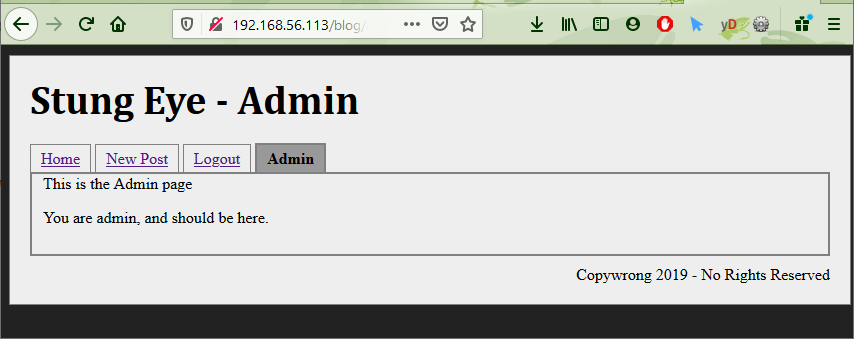 192.168.56.113/blog/
Stung Eye - Admin
Home New Post Logout Admin
This is the Admin page
You are admin, and should be here.
Copywrong 2019 - No Rights Reserved